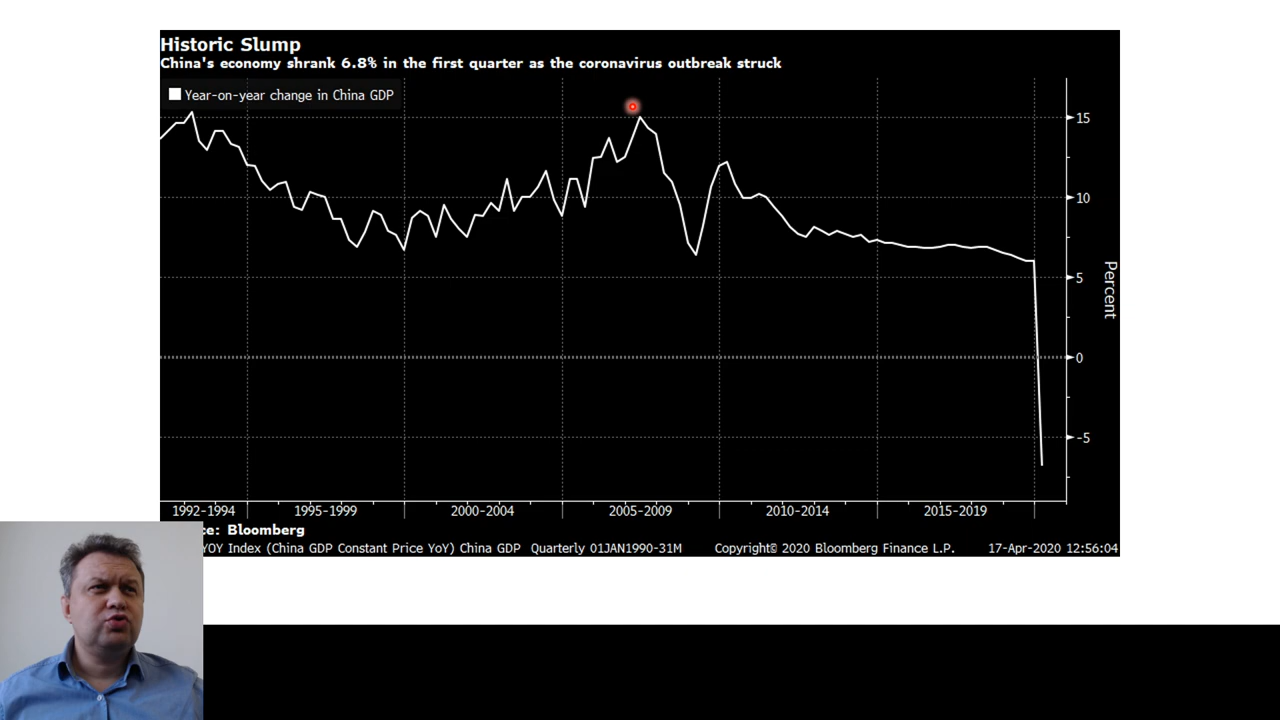 Historic Slump
China's economy shrank 6.8% in the first quarter as the coronavirus outbreak struck
Year-on-year change in China GDP
15
10
5
0
-5
Percent
1992-1994 1995-1999 2000-2004 2005-2009 2010-2014 2015-2019
ce: Bloomberg
YOY Index (China GDP Constant Price YoY) China GDP Quarterly 01JAN1990-31M Copyright© 2020 Bloomberg Finance L.P. 17-Apr-2020 12:56:04